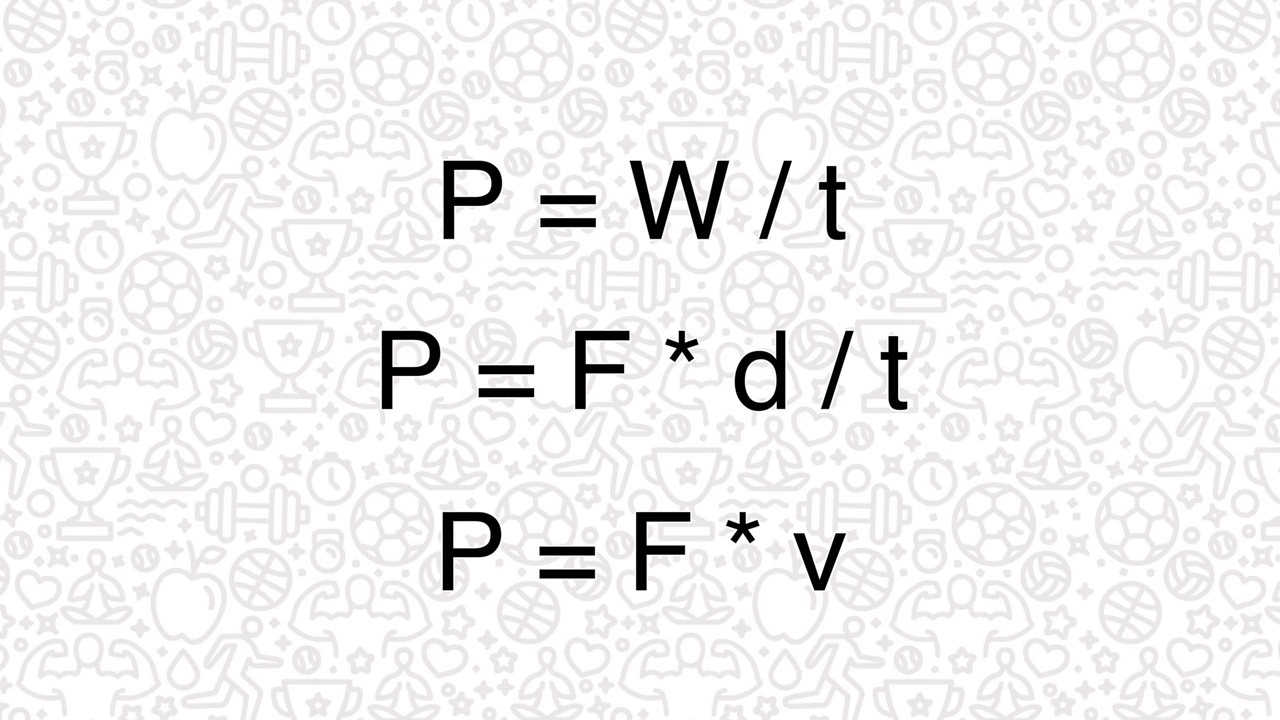 P = W / t
P = F * d / t
P = F * v